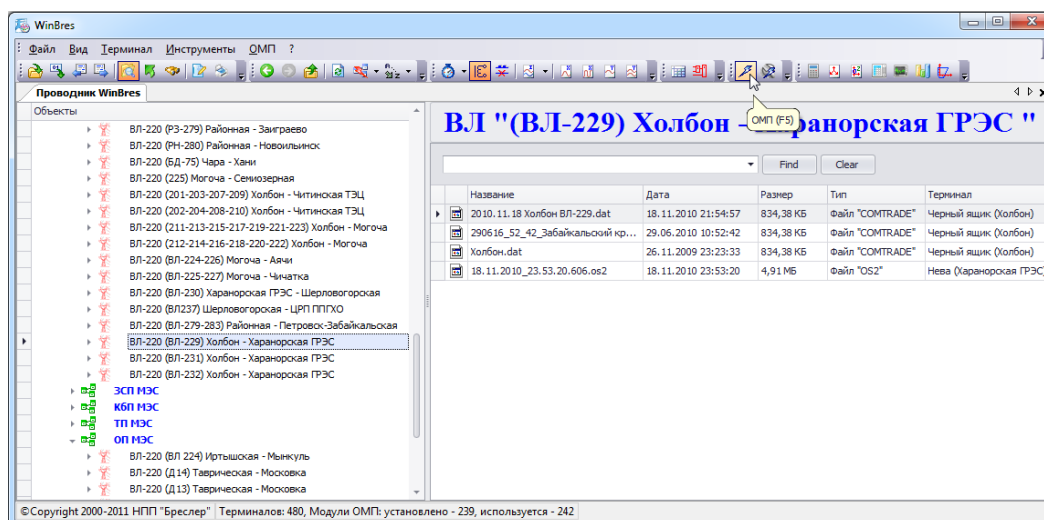 WinBres
Файл Вид Терминал Инструменты ОМП ?
Проводник WinBres
Объекты
ВЛ-220 (РЗ-279) Районная - Заиграево
ВЛ-220 (РН-280) Районная - Новоильинск
ВЛ-220 (БД-75) Чара - Хани
ВЛ-220 (225) Могоча - Семиозерная
ВЛ-220 (201-203-207-209) Холбон - Читинская ТЭЦ
ВЛ-220 (202-204-208-210) Холбон - Читинская ТЭЦ
ВЛ-220 (211-213-215-217-219-221-223) Холбон - Могоча
ВЛ-220 (212-214-216-218-220-222) Холбон - Могоча
ВЛ-220 (ВЛ-224-226) Могоча - Аячи
ВЛ-220 (ВЛ-225-227) Могоча - Чичатка
ВЛ-220 (ВЛ-230) Харанорская ГРЭС - Шерловогорская
ВЛ-220 (ВЛ237) Шерловогорская - ЦРП ППГХО
ВЛ-220 (ВЛ-279-283) Районная - Петровск-Забайкальская
ВЛ-220 (ВЛ-229) Холбон - Харанорская ГРЭС
ВЛ-220 (ВЛ-231) Холбон - Харанорская ГРЭС
ВЛ-220 (ВЛ-232) Холбон - Харанорская ГРЭС
ЗСП МЭС
КбП МЭС
ТП МЭС
ОП МЭС
ВЛ-220 (ВЛ 224) Иртышская - Мынкуль
ВЛ-220 (Д14) Таврическая - Московка
ВЛ-220 (Д13) Таврическая - Московка
ОМП (F5)
ВЛ "(ВЛ-229) Холбон - Харанорская ГРЭС "
Find Clear
Название Дата Размер Тип Терминал
2010.11.18 Холбон ВЛ-229.dat 18.11.2010 21:54:57 834,38 КБ Файл "COMTRADE" Черный ящик (Холбон)
290616_52_42_Забайкальский кр... 29.06.2010 10:52:42 834,38 КБ Файл "COMTRADE" Черный ящик (Холбон)
Холбон.dat 26.11.2009 23:23:33 834,38 КБ Файл "COMTRADE" Черный ящик (Холбон)
18.11.2010_23.53.20.606.os2 18.11.2010 23:53:20 4,91 МБ Файл "OS2" Нева (Харанорская ГРЭС)
©Copyright 2000-2011 НПП "Бреслер" Терминалов: 480, Модули ОМП: установлено - 239, используется - 242